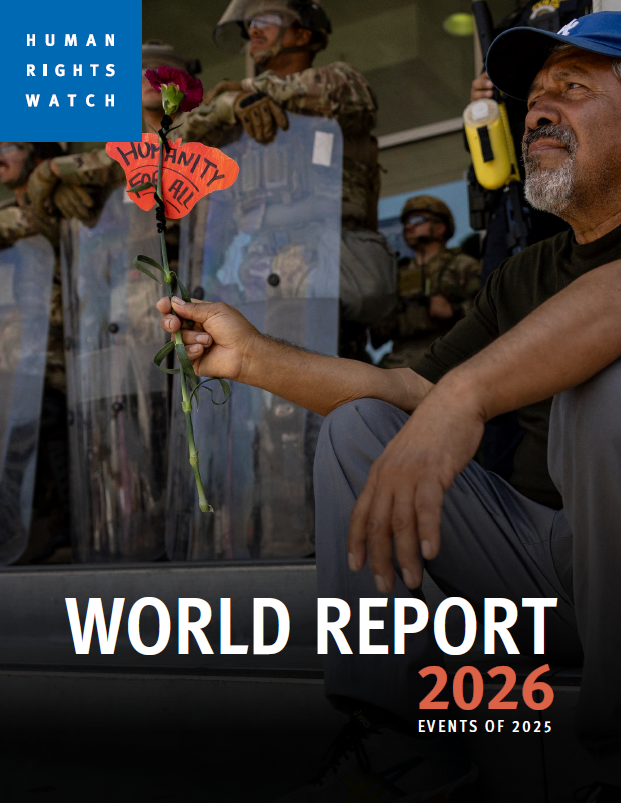 HUMAN
RIGHTS
WATCH
HUMANITY
FOR ALL
WORLD REPORT
2026
EVENTS OF 2025